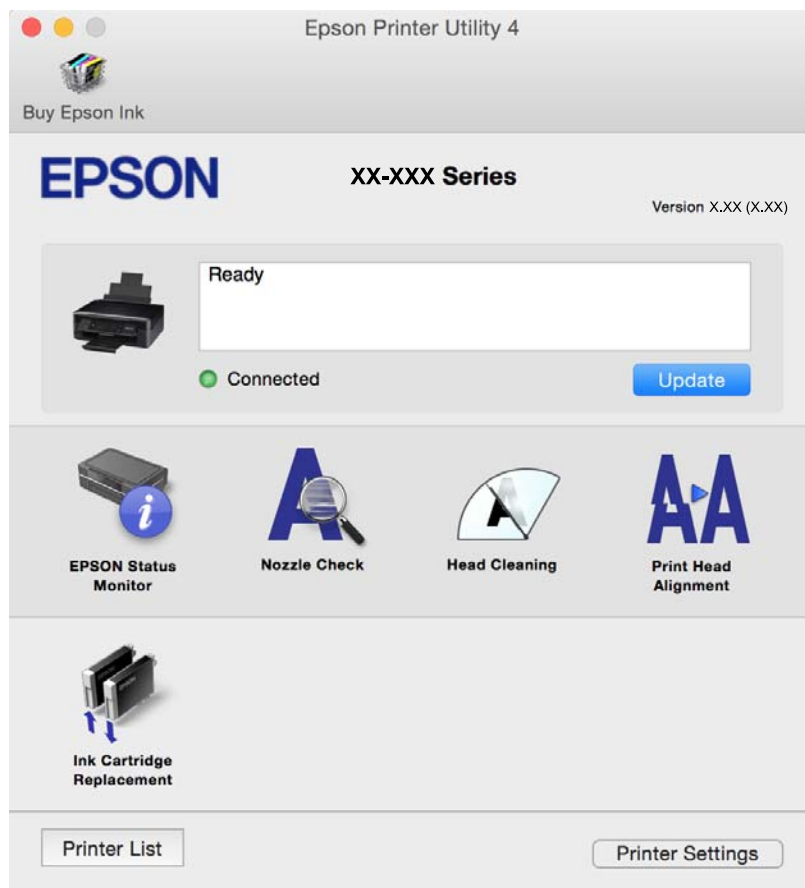 Epson Printer Utility 4
Buy Epson Ink
EPSON
XX-XXX Series
Version X.XX (X.XX)
Ready
Connected
Update
EPSON Status
Monitor
Nozzle Check
Head Cleaning
Print Head
Alignment
Ink Cartridge
Replacement
Printer List
Printer Settings